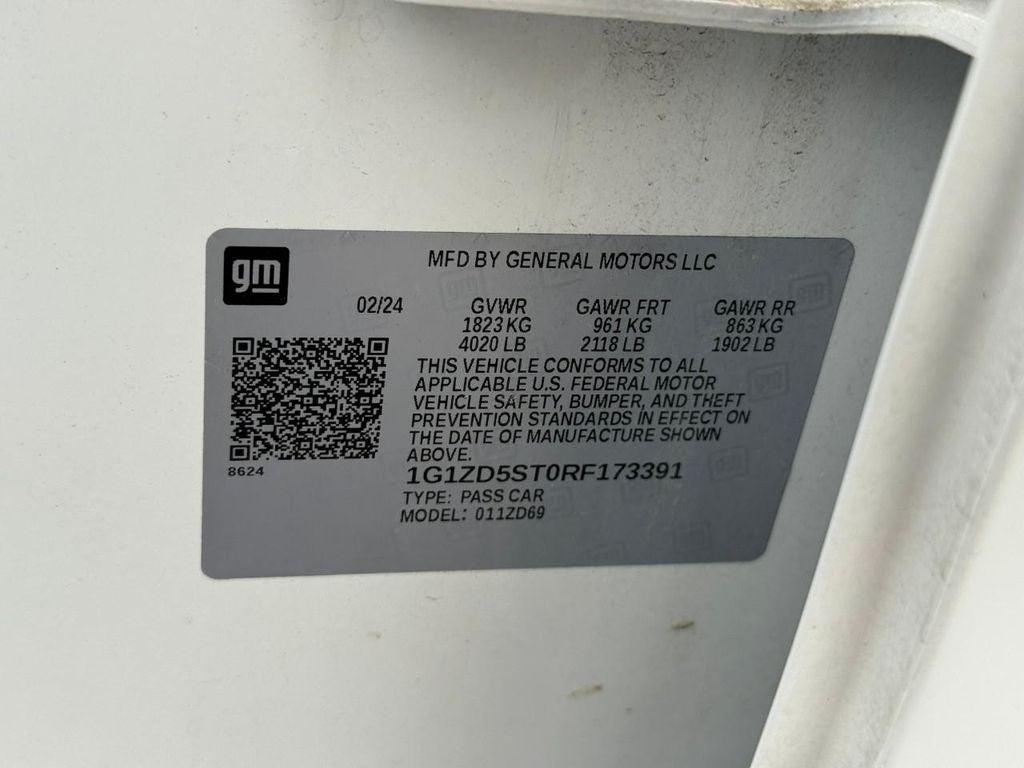 gm
MFD BY GENERAL MOTORS LLC
02/24 GVWR GAWR FRT GAWR RR
1823 KG 961 KG 863 KG
4020 LB 2118 LB 1902 LB
THIS VEHICLE CONFORMS TO ALL
APPLICABLE U.S. FEDERAL MOTOR
VEHICLE SAFETY, BUMPER, AND THEFT
PREVENTION STANDARDS IN EFFECT ON
THE DATE OF MANUFACTURE SHOWN
ABOVE.
8624
1G1ZD5ST0RF173391
TYPE: PASS CAR
MODEL: 011ZD69